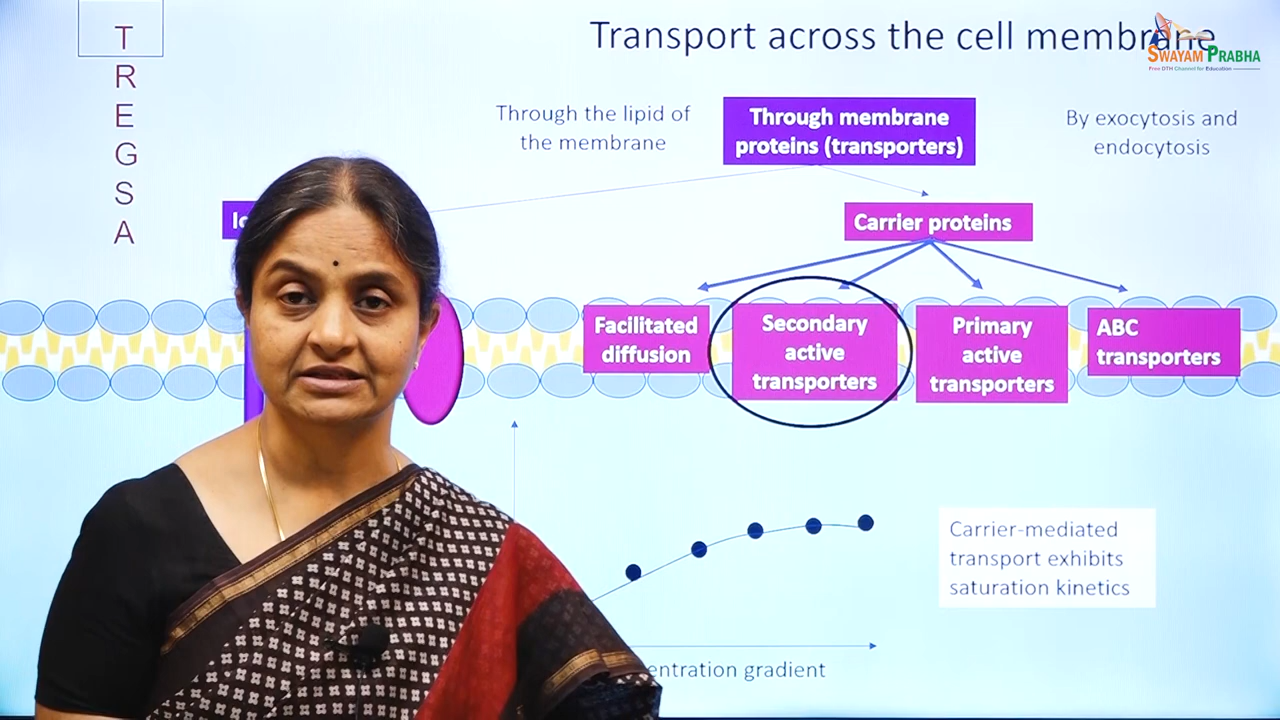 T
R
E
G
S
A
Transport across the cell membrane
SWAYAM PRABHA
Free DTH Channel for Education
Through the lipid of
the membrane
Through membrane
proteins (transporters)
By exocytosis and
endocytosis
Carrier proteins
Facilitated
diffusion
Secondary
active
transporters
Primary
active
transporters
ABC
transporters
Carrier-mediated
transport exhibits
saturation kinetics
gradient